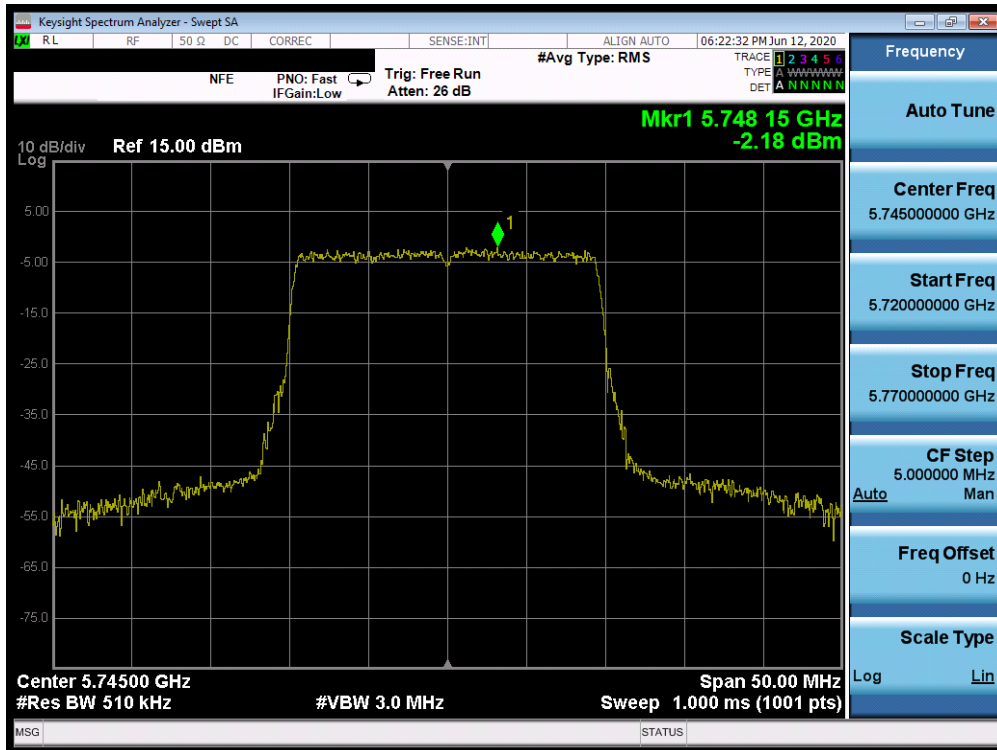 Keysight Spectrum Analyzer - Swept SA
LXI RL RF 50 Ω DC CORREC SENSE:INT ALIGN AUTO 06:22:32 PM Jun 12, 2020
NFE PNO: Fast IFGain:Low Trig: Free Run Atten: 26 dB #Avg Type: RMS
TRACE 1 2 3 4 5 6
TYPE A WWWWWW
DET A N N N N N
Mkr1 5.748 15 GHz
-2.18 dBm
10 dB/div Ref 15.00 dBm
Log
1
5.00
-5.00
-15.0
-25.0
-35.0
-45.0
-55.0
-65.0
-75.0
Center 5.74500 GHz Span 50.00 MHz
#Res BW 510 kHz #VBW 3.0 MHz Sweep 1.000 ms (1001 pts)
MSG STATUS
Frequency
Auto Tune
Center Freq
5.745000000 GHz
Start Freq
5.720000000 GHz
Stop Freq
5.770000000 GHz
CF Step
5.000000 MHz
Auto Man
Freq Offset
0 Hz
Scale Type
Log Lin